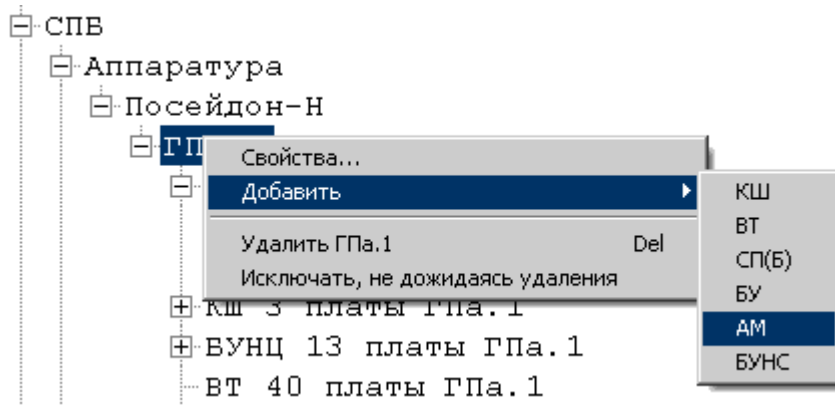 СПБ
Аппаратура
Посейдон-Н
ГП
Свойства...
Добавить
Удалить ГПа.1 Del
Исключать, не дожидаясь удаления
КШ
ВТ
СП(Б)
БУ
АМ
БУНС
КШ 3 платы ГПа.1
БУНЦ 13 платы ГПа.1
ВТ 40 платы ГПа.1